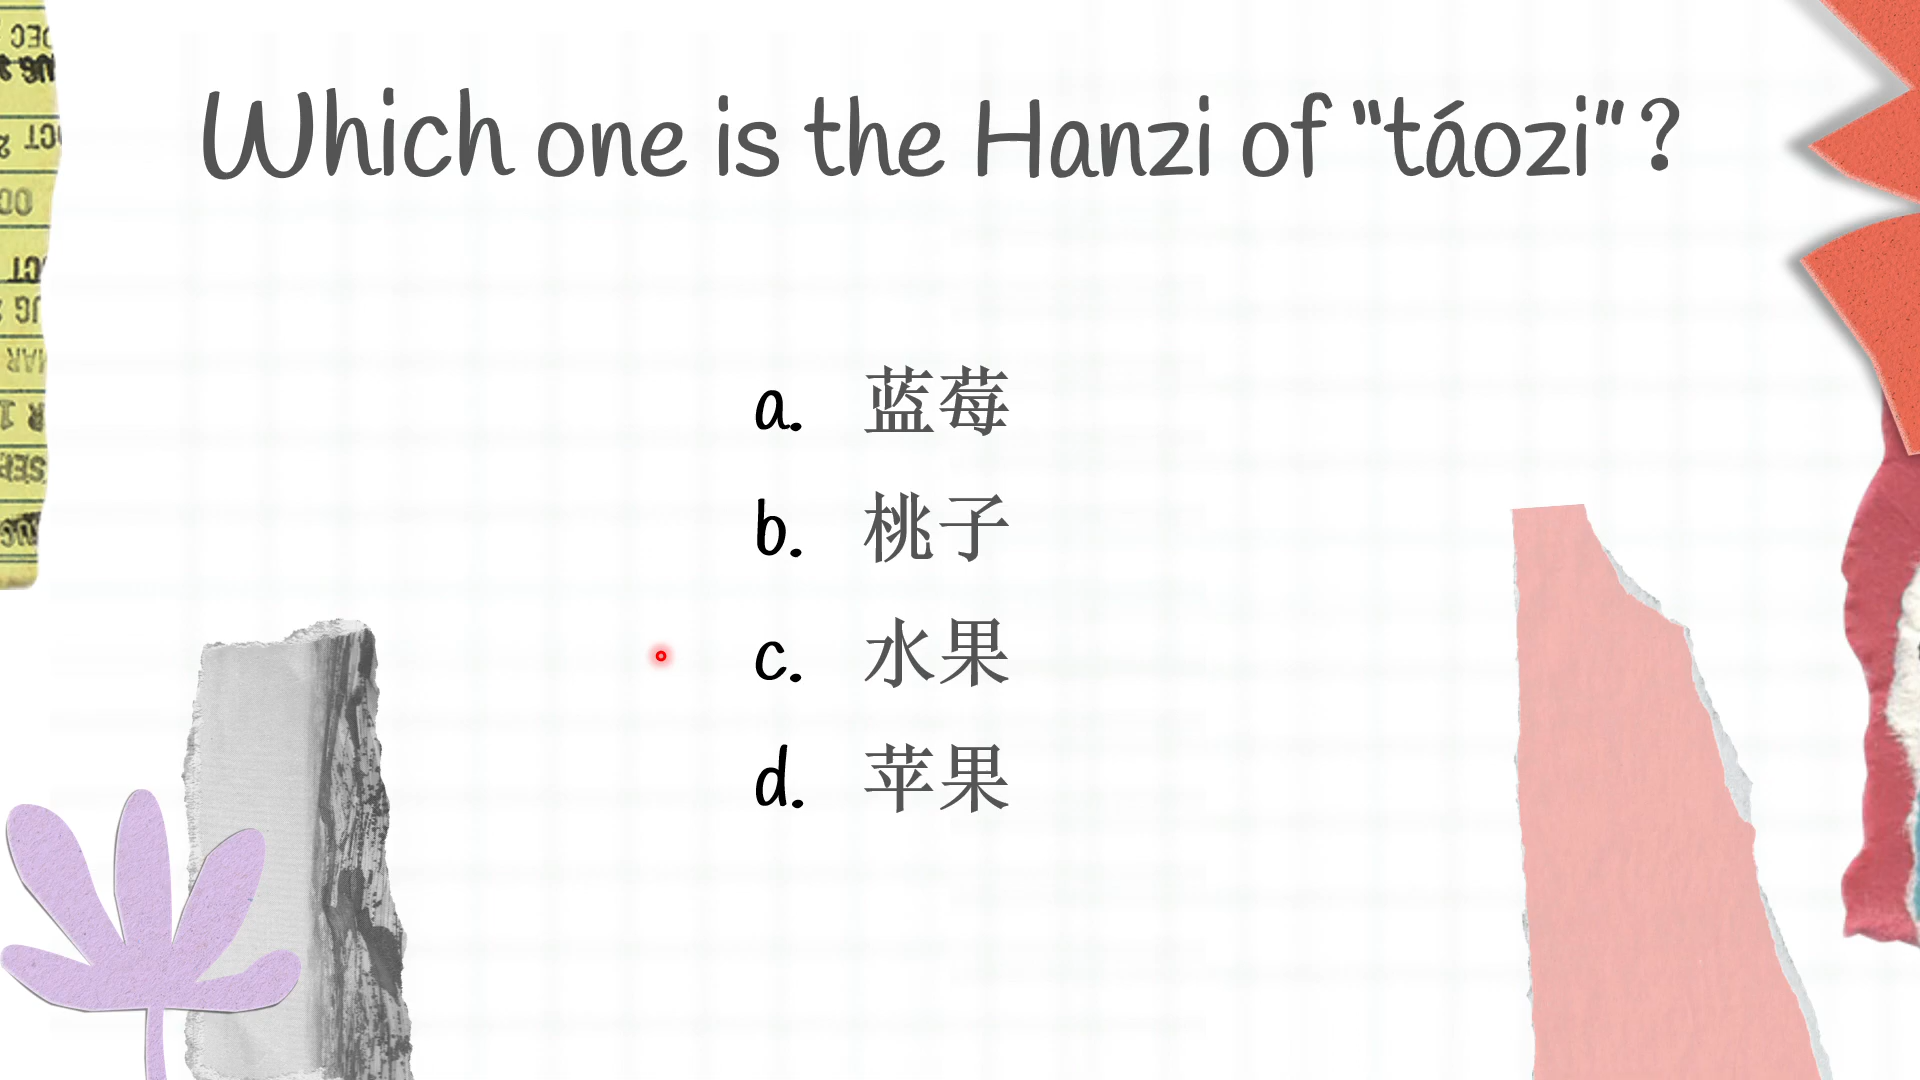 Which one is the Hanzi of "táozi"?
a. 蓝莓
b. 桃子
c. 水果
d. 苹果